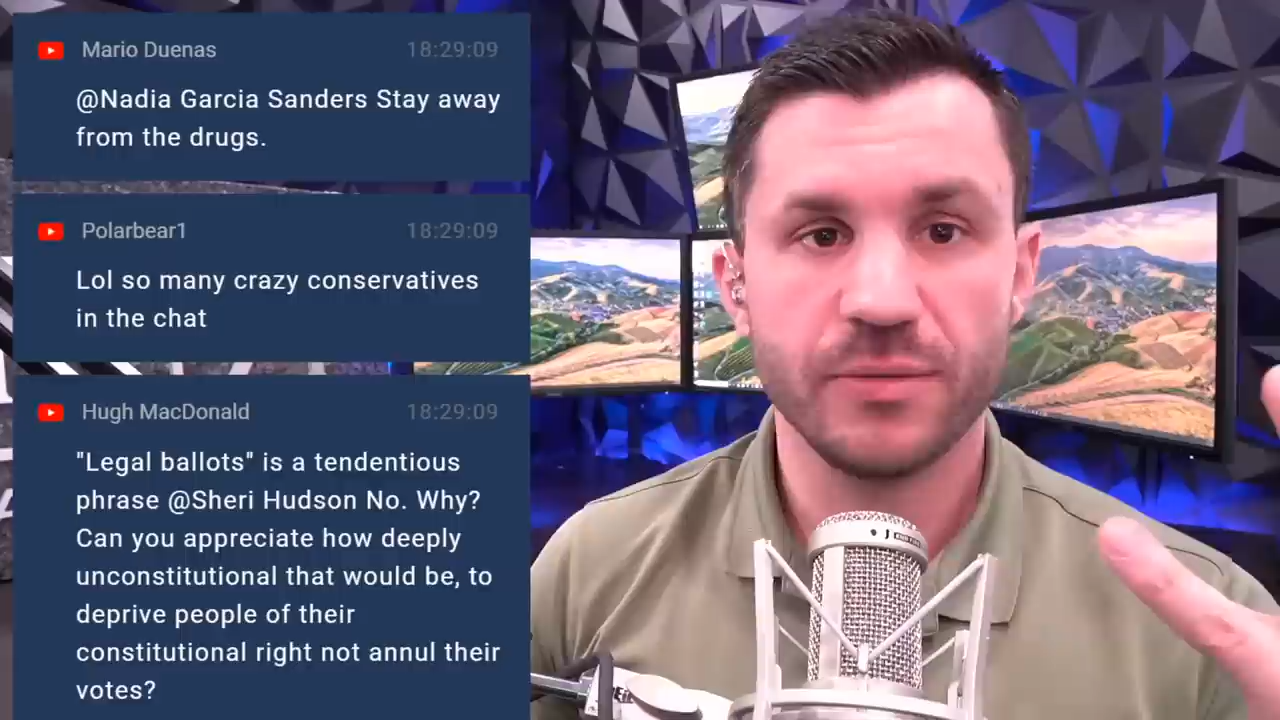 Mario Duenas 18:29:09
@Nadia Garcia Sanders Stay away
from the drugs.
Polarbear1 18:29:09
Lol so many crazy conservatives
in the chat
Hugh MacDonald 18:29:09
"Legal ballots" is a tendentious
phrase @Sheri Hudson No. Why?
Can you appreciate how deeply
unconstitutional that would be, to
deprive people of their
constitutional right not annul their
votes?